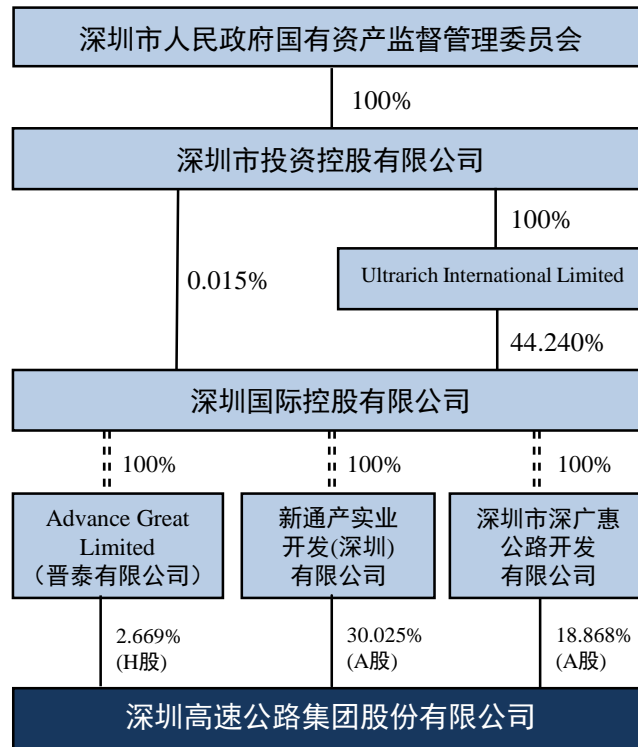 深圳市人民政府国有资产监督管理委员会
100%
深圳市投资控股有限公司
100%
0.015%
Ultrarich International Limited
44.240%
深圳国际控股有限公司
100%
100%
100%
Advance Great
Limited
（晋泰有限公司）
新通产实业
开发(深圳)
有限公司
深圳市深广惠
公路开发
有限公司
2.669%
(H股)
30.025%
(A股)
18.868%
(A股)
深圳高速公路集团股份有限公司